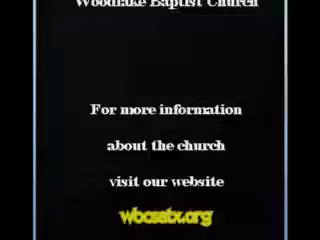 Woodlake Baptist Church
For more information
about the church
visit our website
wbcsatx.org